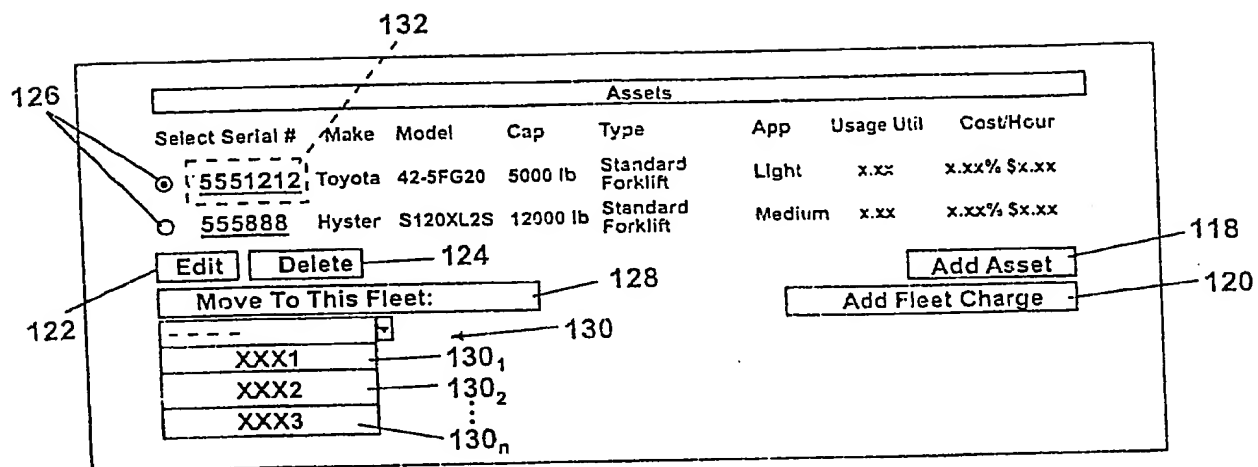 132
126
Assets
Select Serial # Make Model Cap Type App Usage Util Cost/Hour
5551212 Toyota 42-5FG20 5000 lb Standard Forklift Light x.xx x.xx% $x.xx
555888 Hyster S120XL2S 12000 lb Standard Forklift Medium x.xx x.xx% $x.xx
118
Edit Delete 124 Add Asset
122 Move To This Fleet: 128 Add Fleet Charge 120
---- 130
XXX1 130₁
XXX2 130₂
XXX3 130ₙ